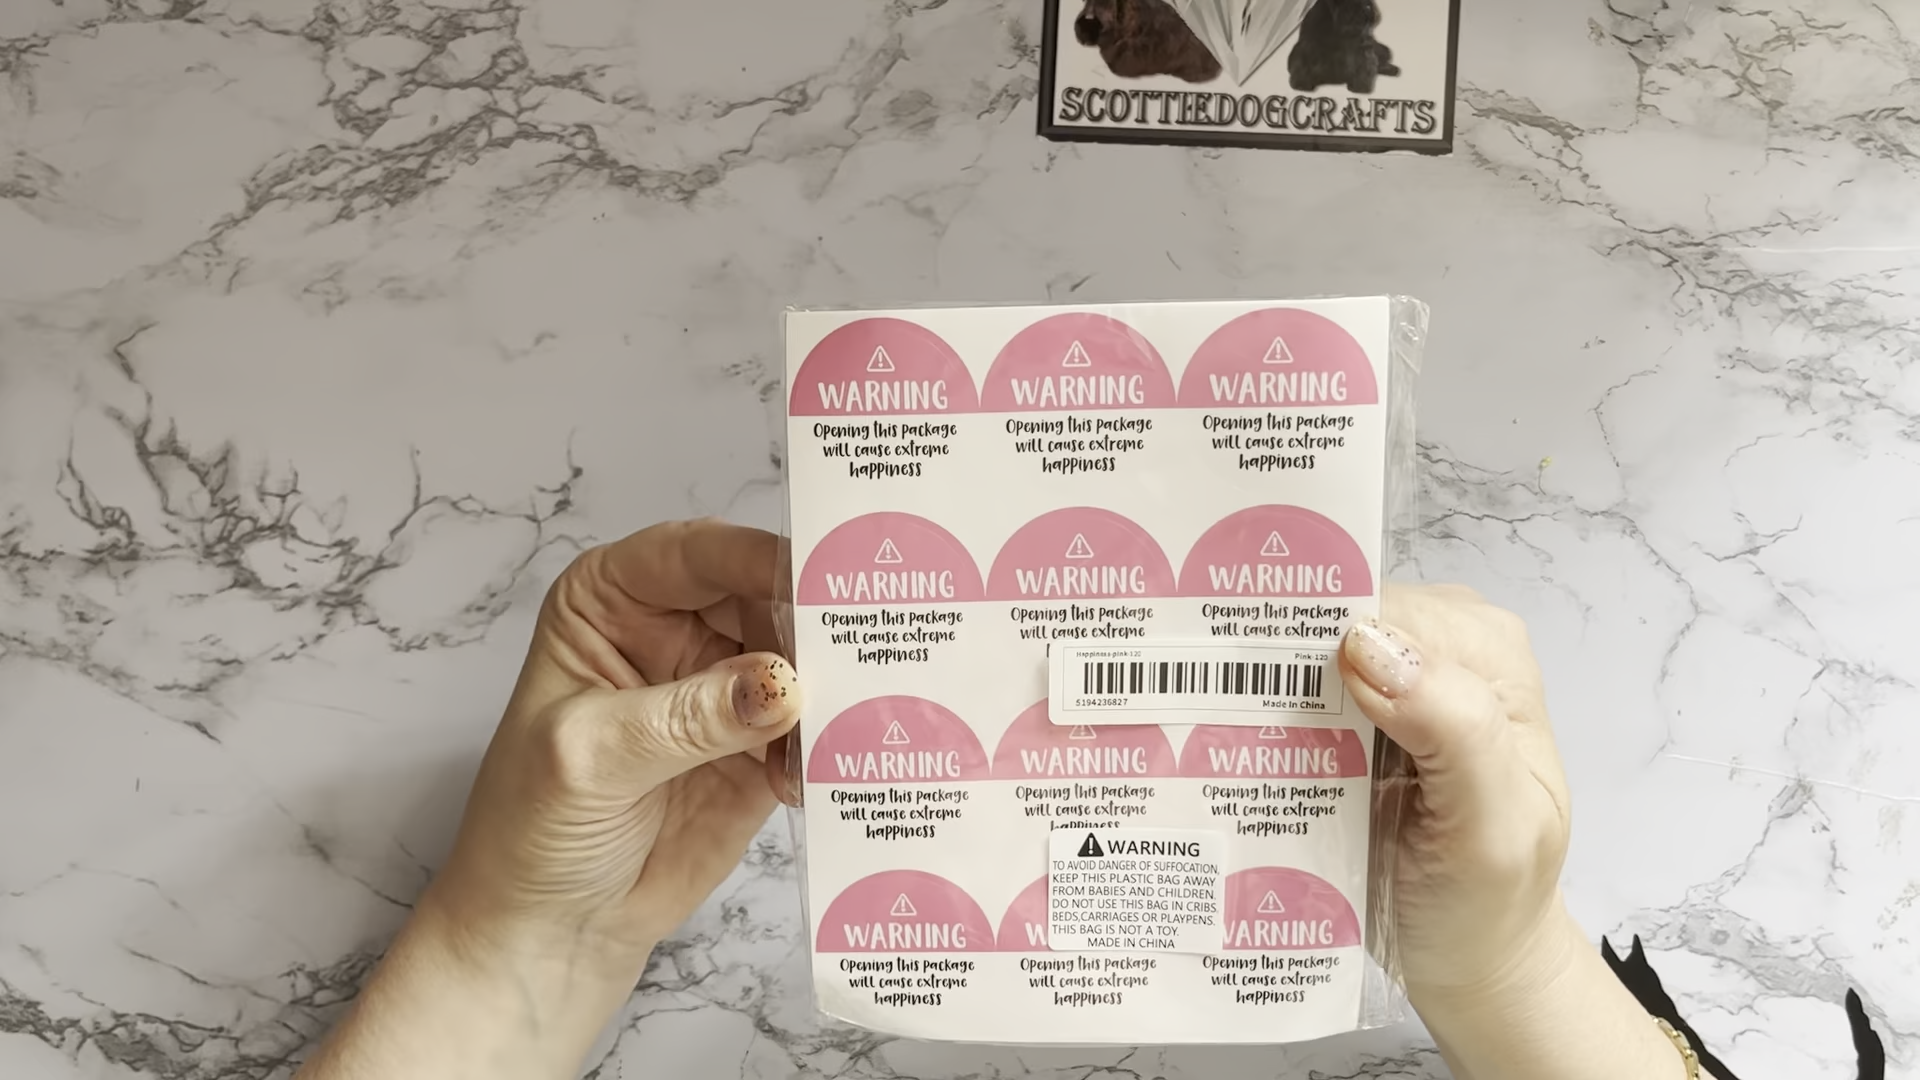 SCOTTIEDOGCRAFTS
WARNING
Opening this package
will cause extreme
happiness
WARNING
Opening this package
will cause extreme
happiness
WARNING
Opening this package
will cause extreme
happiness
WARNING
Opening this package
will cause extreme
happiness
WARNING
Opening this package
will cause extreme
WARNING
Opening this package
will cause extreme
Happiness-pink-120
Pink-120
5194236827
Made In China
WARNING
Opening this package
will cause extreme
happiness
WARNING
Opening this package
will cause extreme
happiness
WARNING
Opening this package
will cause extreme
happiness
WARNING
TO AVOID DANGER OF SUFFOCATION,
KEEP THIS PLASTIC BAG AWAY
FROM BABIES AND CHILDREN.
DO NOT USE THIS BAG IN CRIBS.
BEDS,CARRIAGES OR PLAYPENS.
THIS BAG IS NOT A TOY.
MADE IN CHINA
WARNING
Opening this package
will cause extreme
happiness
W
Opening this package
will cause extreme
happiness
WARNING
Opening this package
will cause extreme
happiness